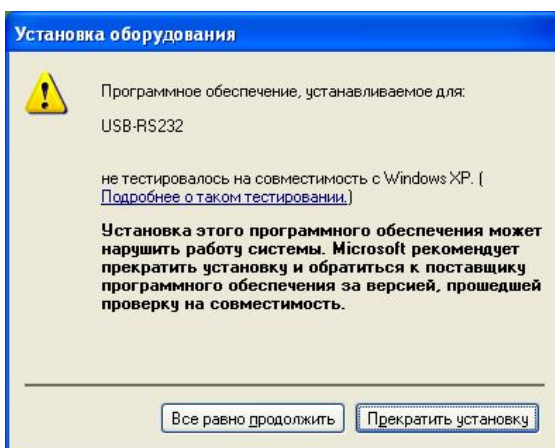 Установка оборудования
Программное обеспечение, устанавливаемое для:
USB-RS232
не тестировалось на совместимость с Windows XP. (
Подробнее о таком тестировании.)
Установка этого программного обеспечения может
нарушить работу системы. Microsoft рекомендует
прекратить установку и обратиться к поставщику
программного обеспечения за версией, прошедшей
проверку на совместимость.
Все равно продолжить
Прекратить установку